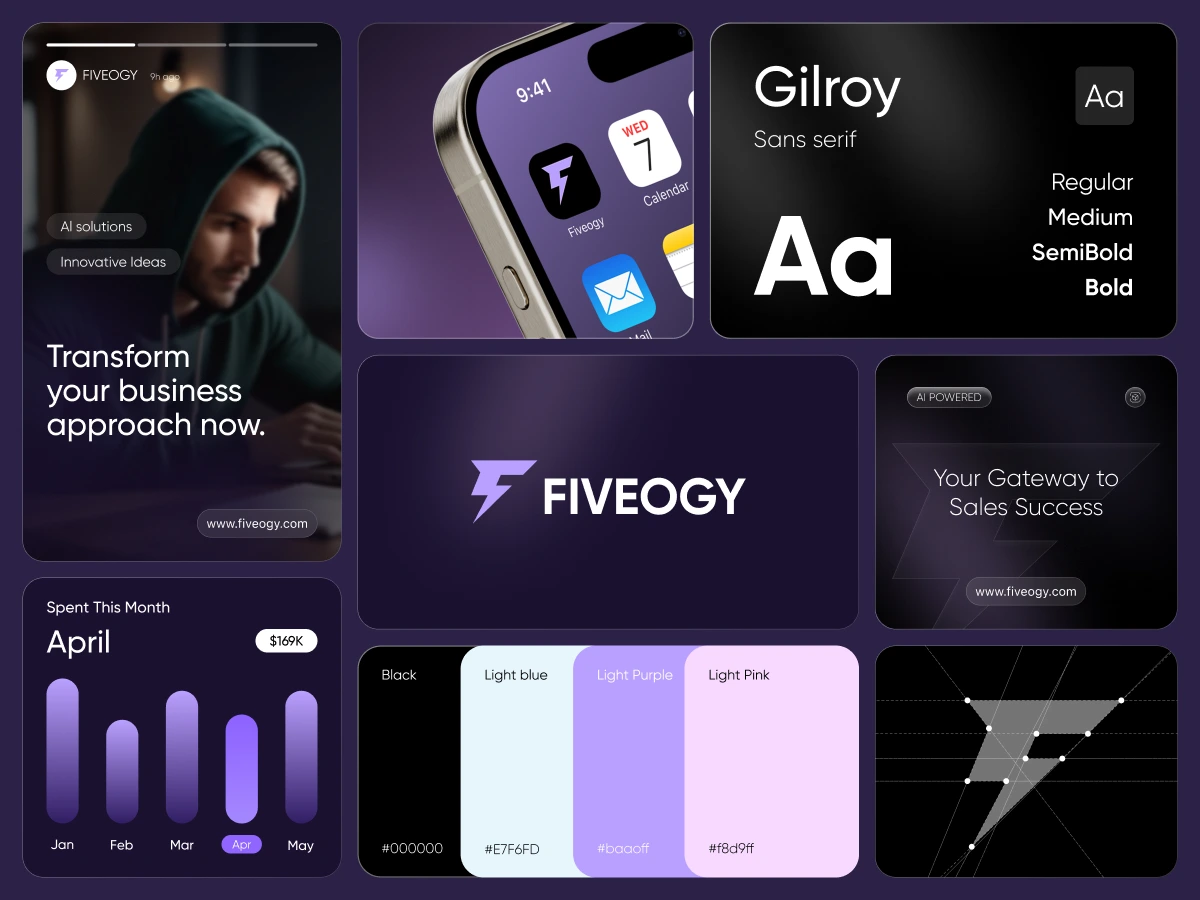 FIVEOGY 9h ago
AI solutions
Innovative Ideas
Transform
your business
approach now.
www.fiveogy.com
9:41
WED
7
Fiveogy
Calendar
Mail
Gilroy
Sans serif
Aa
Aa
Regular
Medium
SemiBold
Bold
FIVEOGY
AI POWERED
Your Gateway to
Sales Success
www.fiveogy.com
Spent This Month
April
$169K
Jan Feb Mar Apr May
Black Light blue Light Purple Light Pink
#000000 #E7F6FD #baaoff #f8d9ff